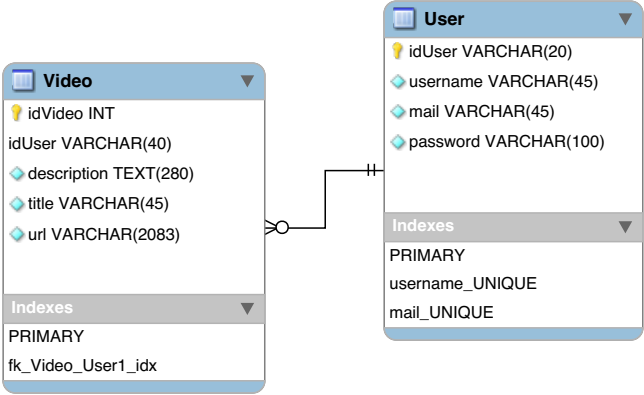 User
idUser VARCHAR(20)
username VARCHAR(45)
mail VARCHAR(45)
password VARCHAR(100)
Indexes
PRIMARY
username_UNIQUE
mail_UNIQUE
Video
idVideo INT
idUser VARCHAR(40)
description TEXT(280)
title VARCHAR(45)
url VARCHAR(2083)
Indexes
PRIMARY
fk_Video_User1_idx